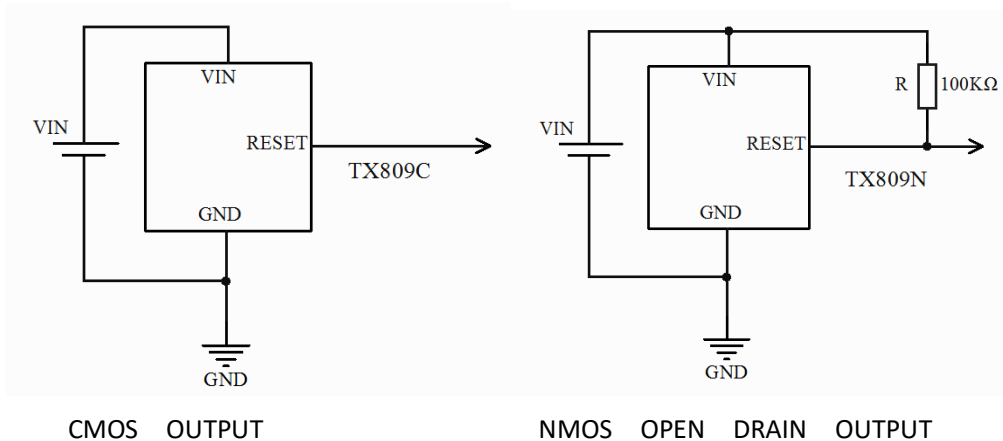 VIN
VIN
RESET
TX809C
GND
GND
CMOS OUTPUT
VIN
R 100KΩ
VIN
RESET
TX809N
GND
GND
NMOS OPEN DRAIN OUTPUT